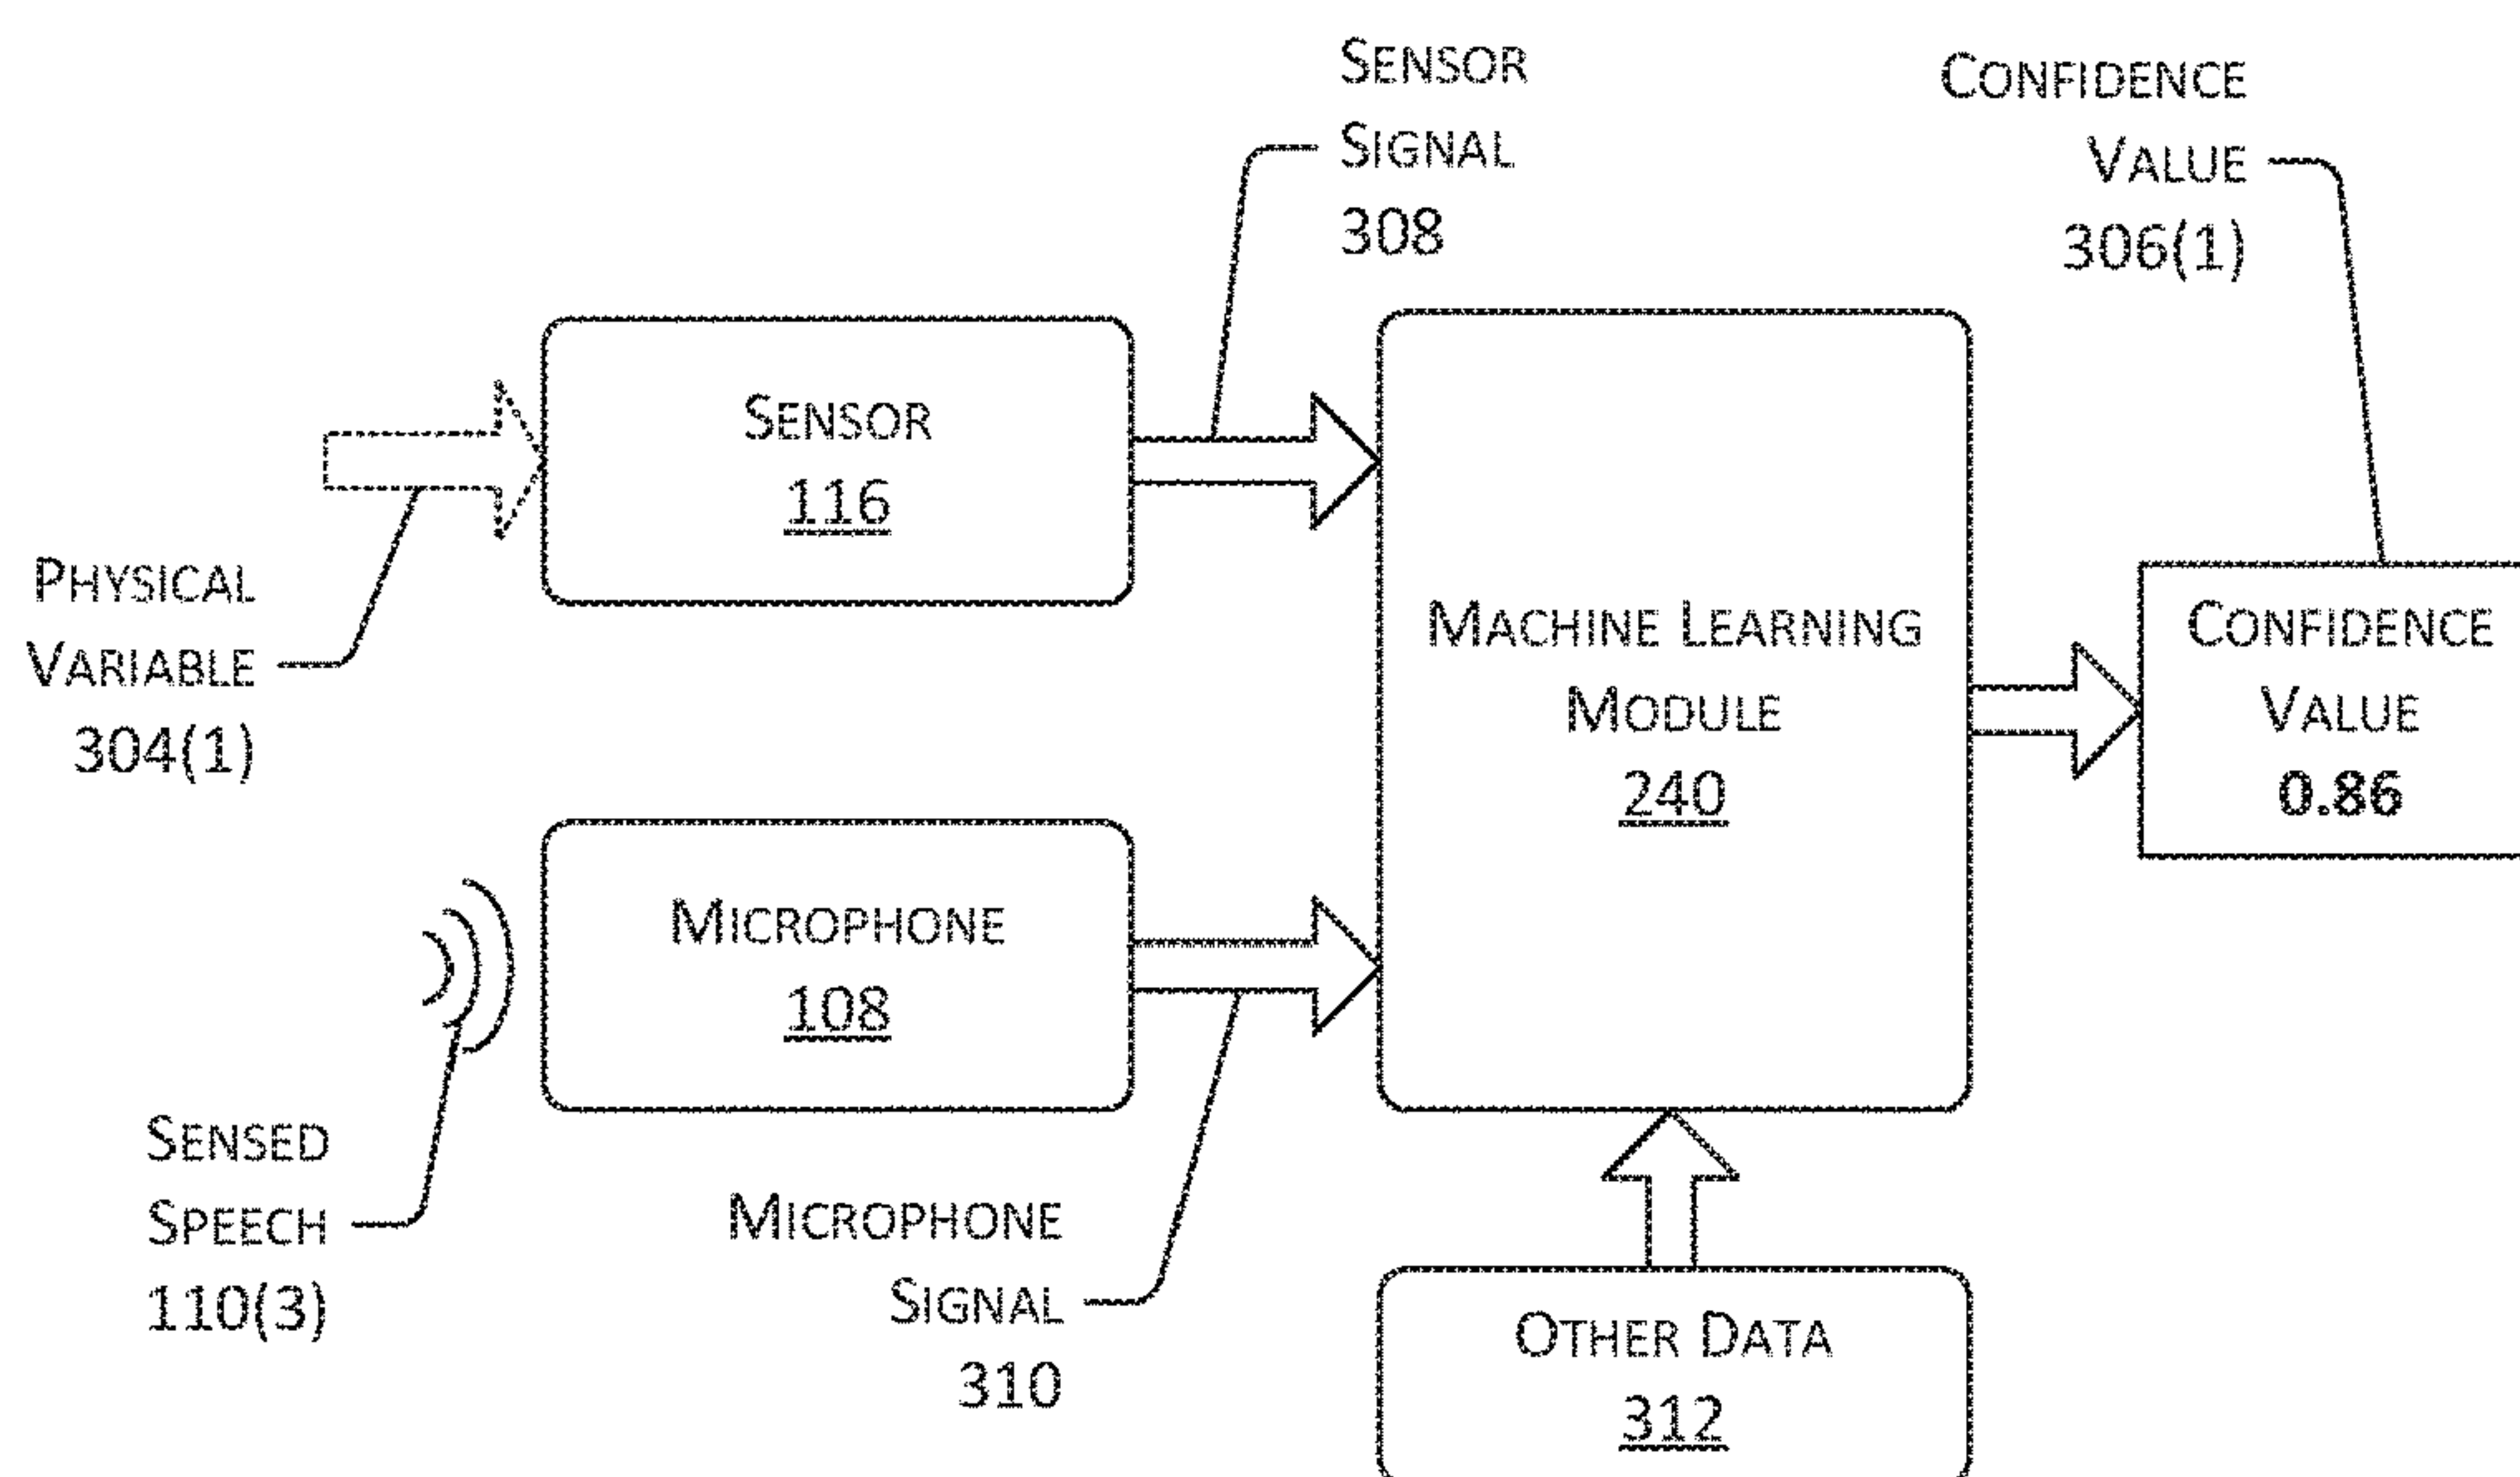 SENSOR
SIGNAL
308
CONFIDENCE
VALUE
306(1)
SENSOR
116
PHYSICAL
VARIABLE
304(1)
MACHINE LEARNING
MODULE
240
CONFIDENCE
VALUE
0.86
MICROPHONE
108
SENSED
SPEECH
110(3)
MICROPHONE
SIGNAL
310
OTHER DATA
312